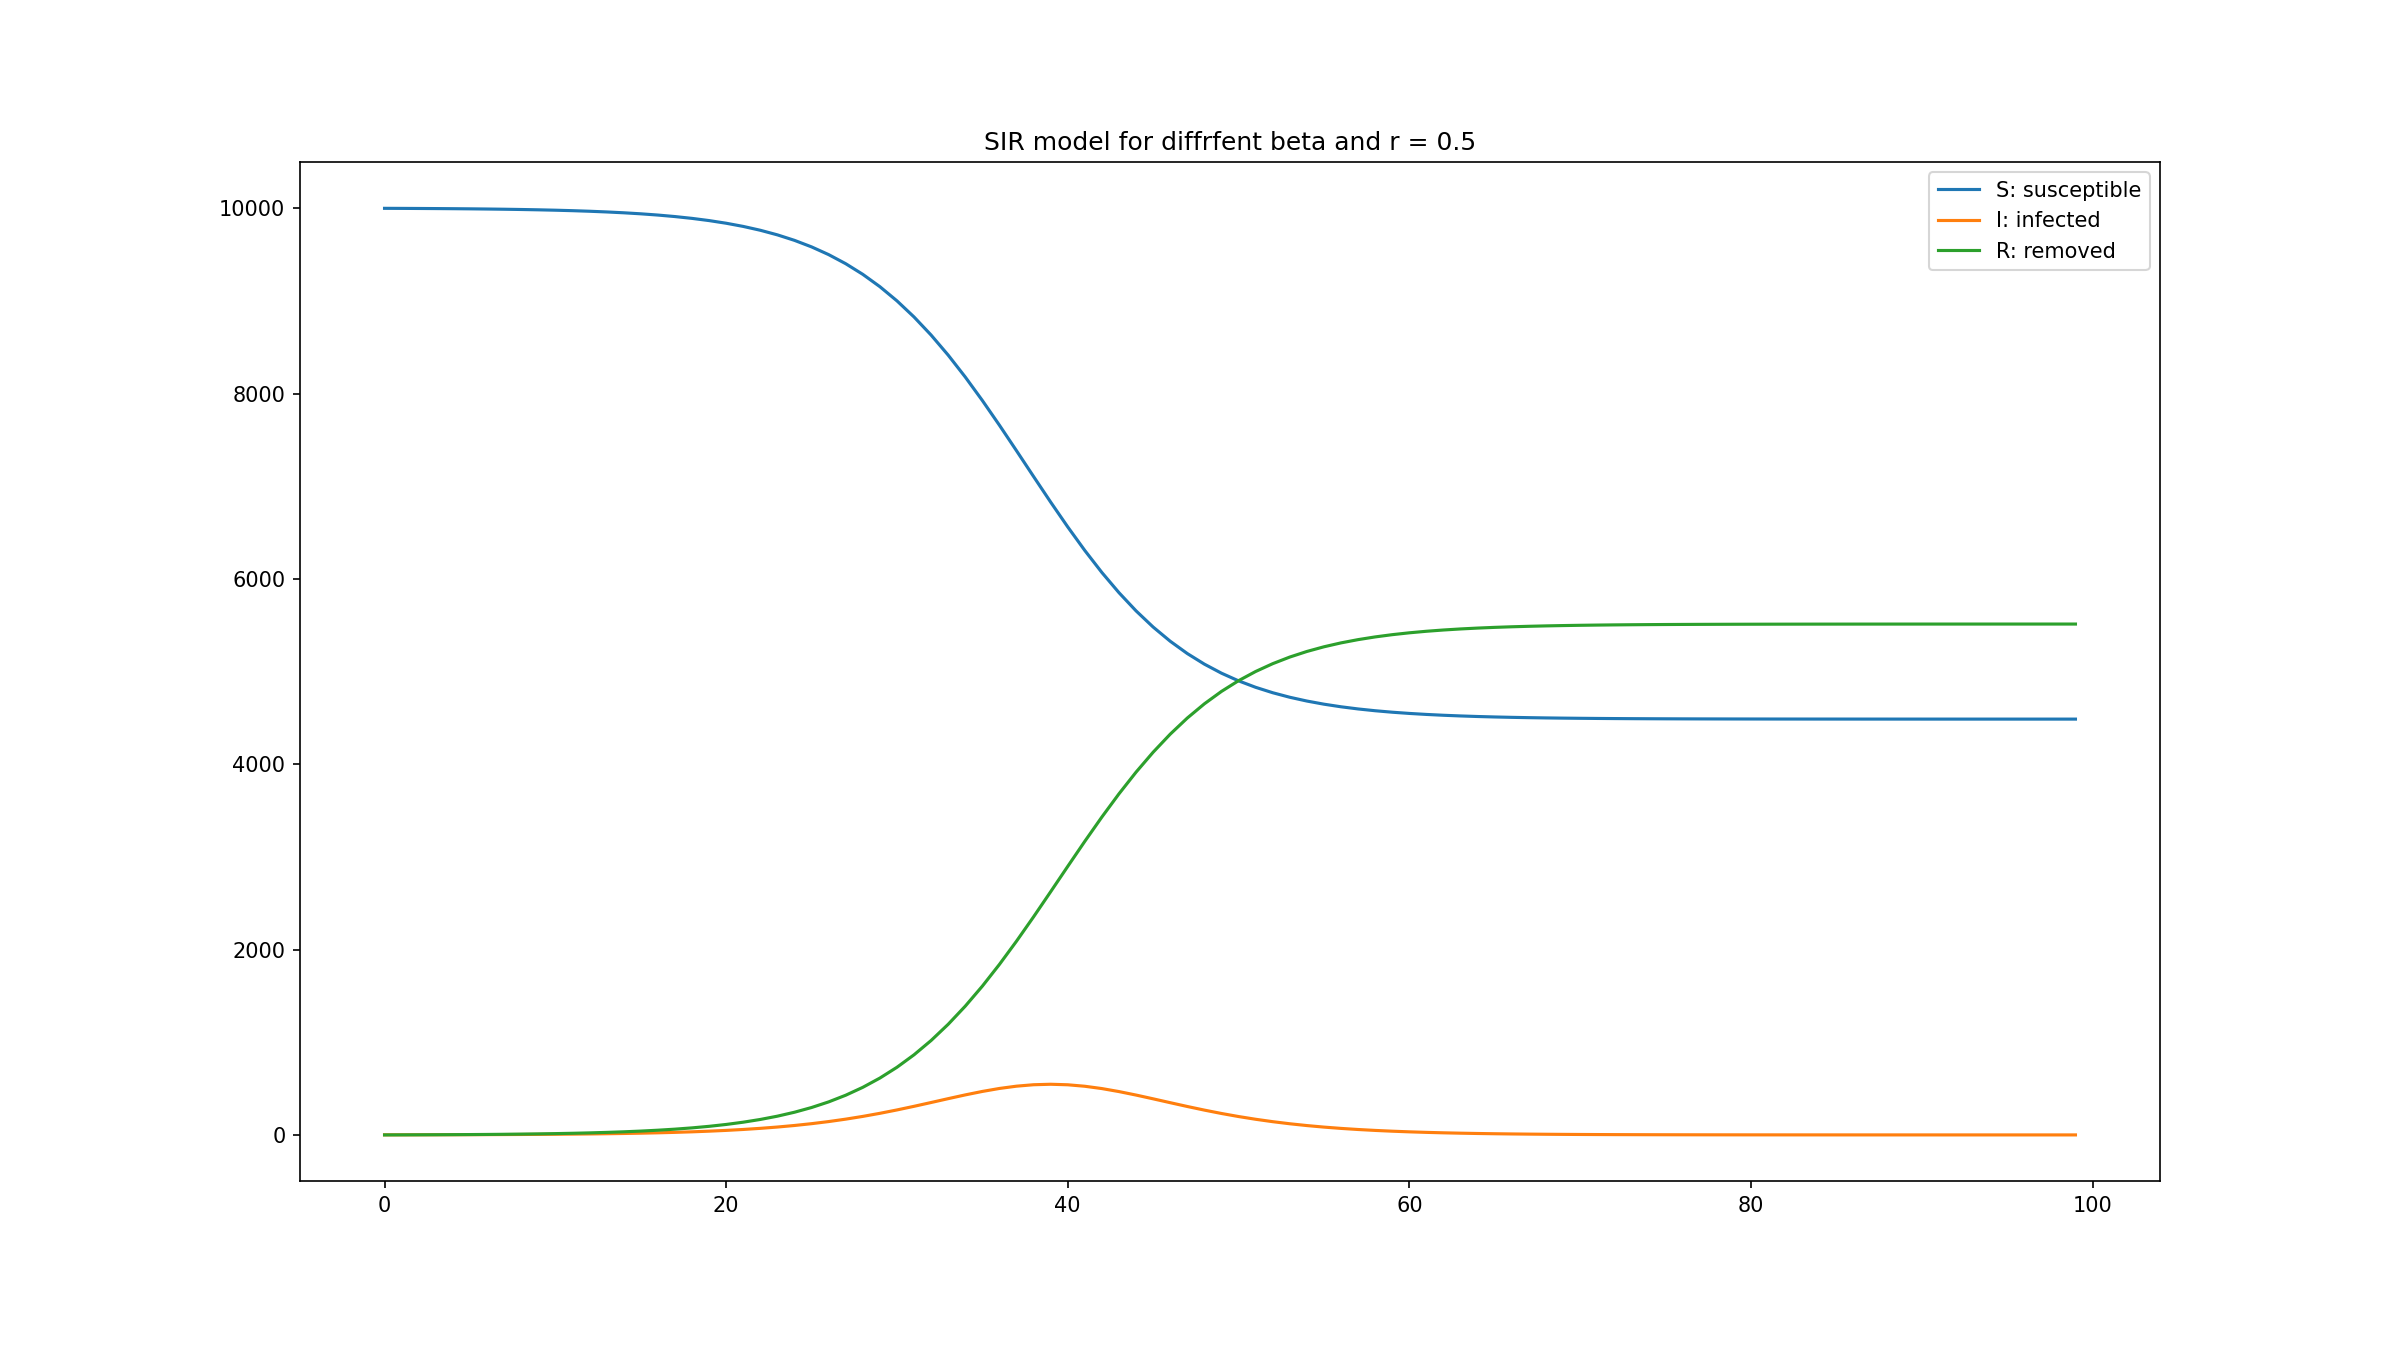 SIR model for diffrfent beta and r = 0.5
S: susceptible
I: infected
R: removed
10000
8000
6000
4000
2000
0
0 20 40 60 80 100